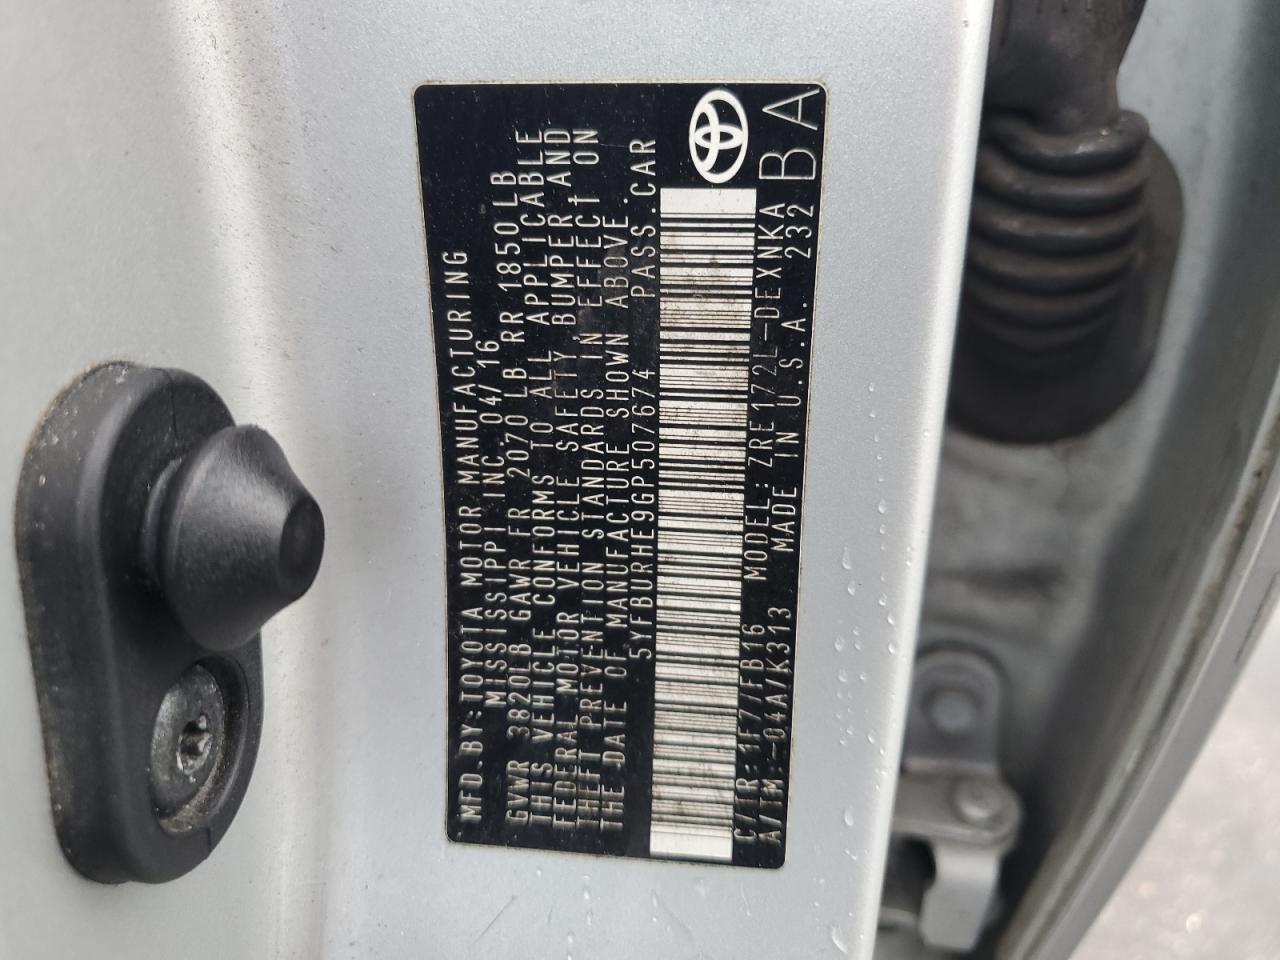 MFD. BY: TOYOTA MOTOR MANUFACTURING
MISSISSIPPI INC. 04/16
GVWR 3820LB GAWR FR 2070 LB RR 1850 LB
THIS VEHICLE CONFORMS TO ALL APPLICABLE
FEDERAL MOTOR VEHICLE SAFETY, BUMPER, AND
THEFT PREVENTION STANDARDS IN EFFECT ON
THE DATE OF MANUFACTURE SHOWN ABOVE.
5YFBURHE9GP507674 PASS.CAR
C/TR: 1F7/FB16 MODEL: ZRE172L-DEXNKA
A/TM: -04A/K313 MADE IN U.S.A. 232
BA